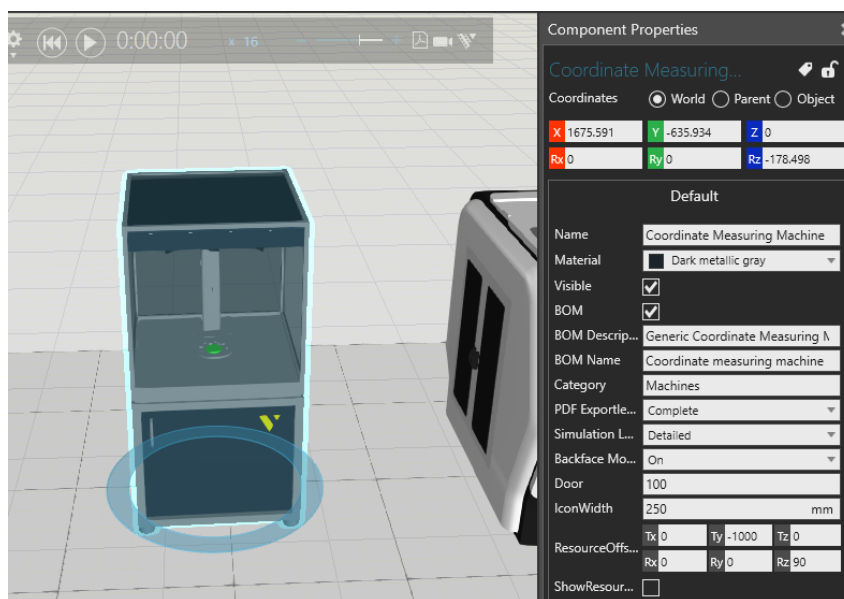 0:00:00 x 16 - +
Component Properties
Coordinate Measuring...
Coordinates World Parent Object
X 1675.591 Y -635.934 Z 0
Rx 0 Ry 0 Rz -178.498
Default
Name Coordinate Measuring Machine
Material Dark metallic gray
Visible
BOM
BOM Descrip... Generic Coordinate Measuring M
BOM Name Coordinate measuring machine
Category Machines
PDF Exportle... Complete
Simulation L... Detailed
Backface Mo... On
Door 100
IconWidth 250 mm
ResourceOffs... Tx 0 Ty -1000 Tz 0
Rx 0 Ry 0 Rz 90
ShowResour...